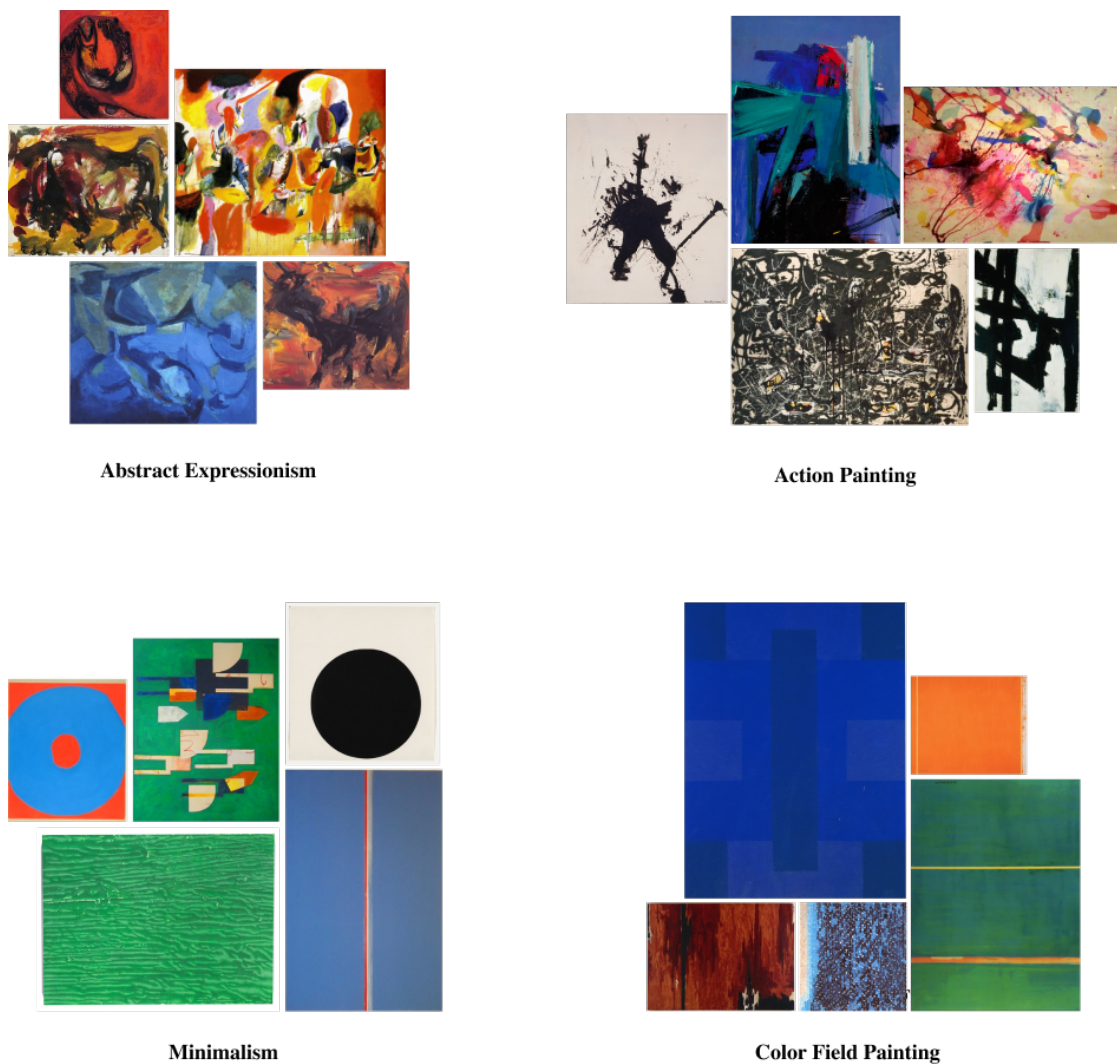 Abstract Expressionism
Action Painting
Minimalism
Color Field Painting